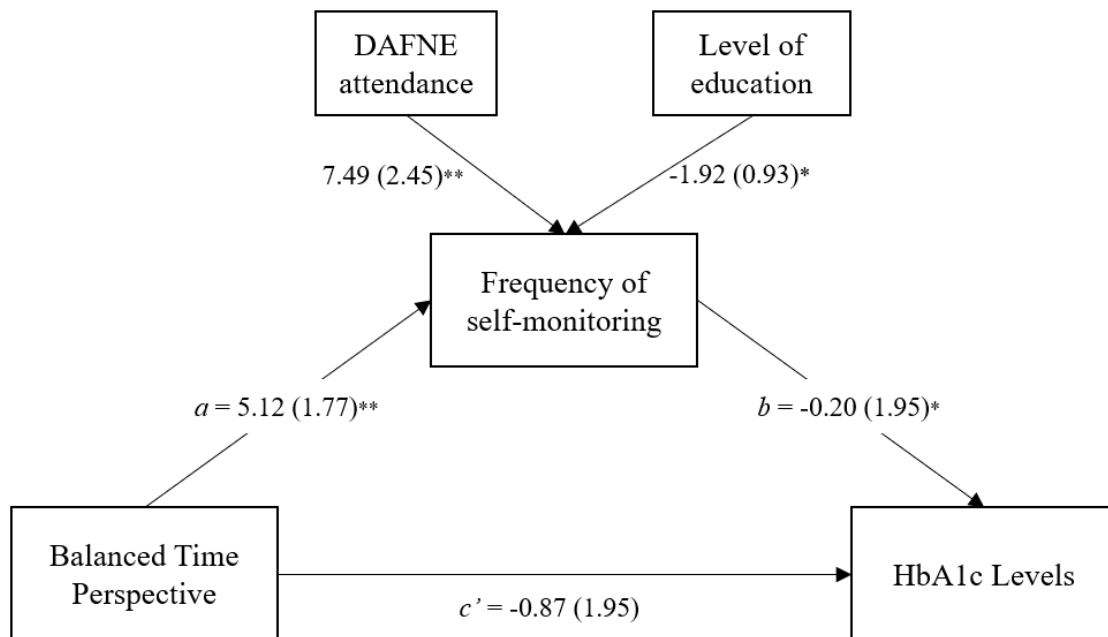 DAFNE
attendance
Level of
education
7.49 (2.45)**
-1.92 (0.93)*
Frequency of
self-monitoring
a = 5.12 (1.77)**
b = -0.20 (1.95)*
Balanced Time
Perspective
HbA1c Levels
c’ = -0.87 (1.95)